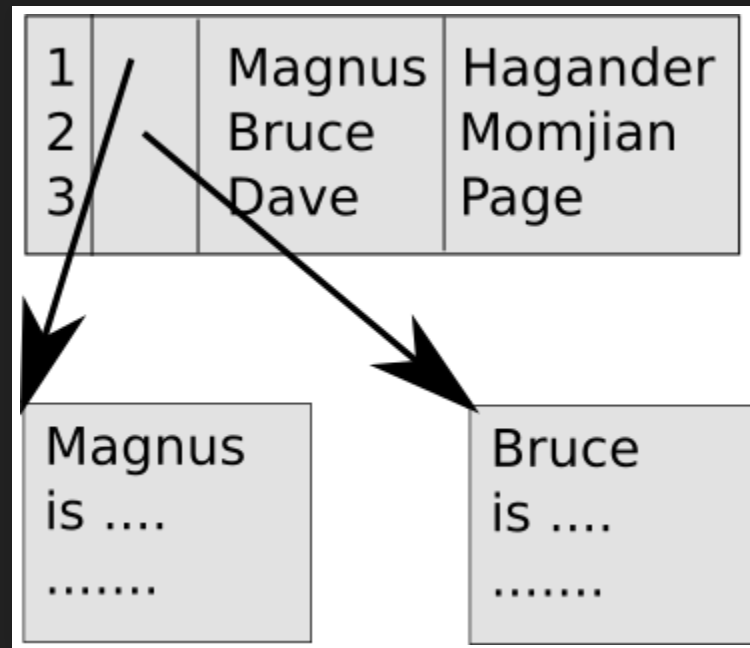 1 Magnus Hagander
2 Bruce Momjian
3 Dave Page
Magnus
is ....
.......
Bruce
is ....
.......